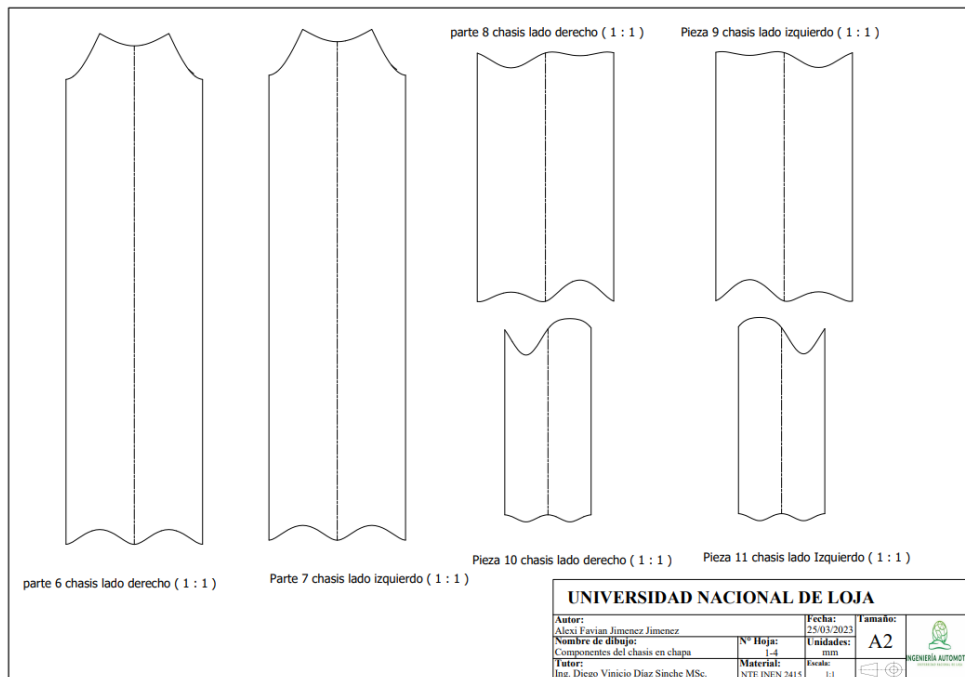 parte 8 chasis lado derecho ( 1 : 1 )
Pieza 9 chasis lado izquierdo ( 1 : 1 )
parte 6 chasis lado derecho ( 1 : 1 )
Parte 7 chasis lado izquierdo ( 1 : 1 )
Pieza 10 chasis lado derecho ( 1 : 1 )
Pieza 11 chasis lado Izquierdo ( 1 : 1 )
UNIVERSIDAD NACIONAL DE LOJA
Autor:
Alexi Favian Jimenez Jimenez
Fecha:
25/03/2023
Tamaño:
A2
Nombre de dibujo:
Componentes del chasis en chapa
Nº Hoja:
1-4
Unidades:
mm
Tutor:
Ing. Diego Vinicio Díaz Sinche MSc.
Material:
NTE INEN 2415
Escala:
1:1
INGENIERÍA AUTOMOT